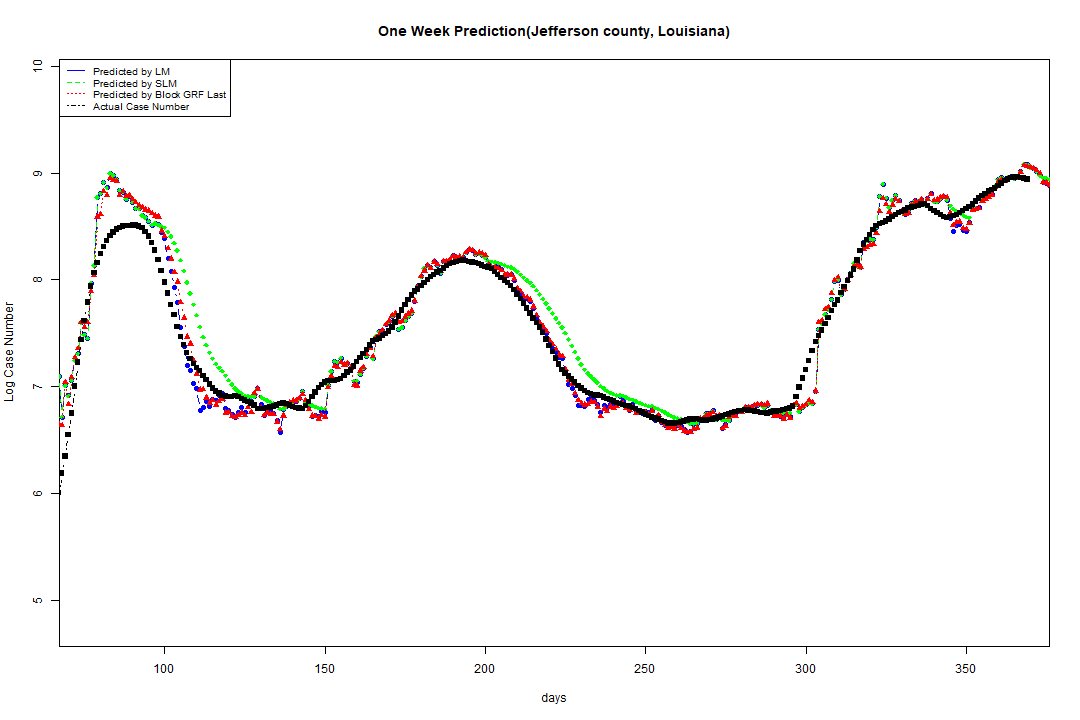 One Week Prediction(Jefferson county, Louisiana)
Predicted by LM
Predicted by SLM
Predicted by Block GRF Last
Actual Case Number
10
9
8
7
6
5
Log Case Number
100 150 200 250 300 350
days